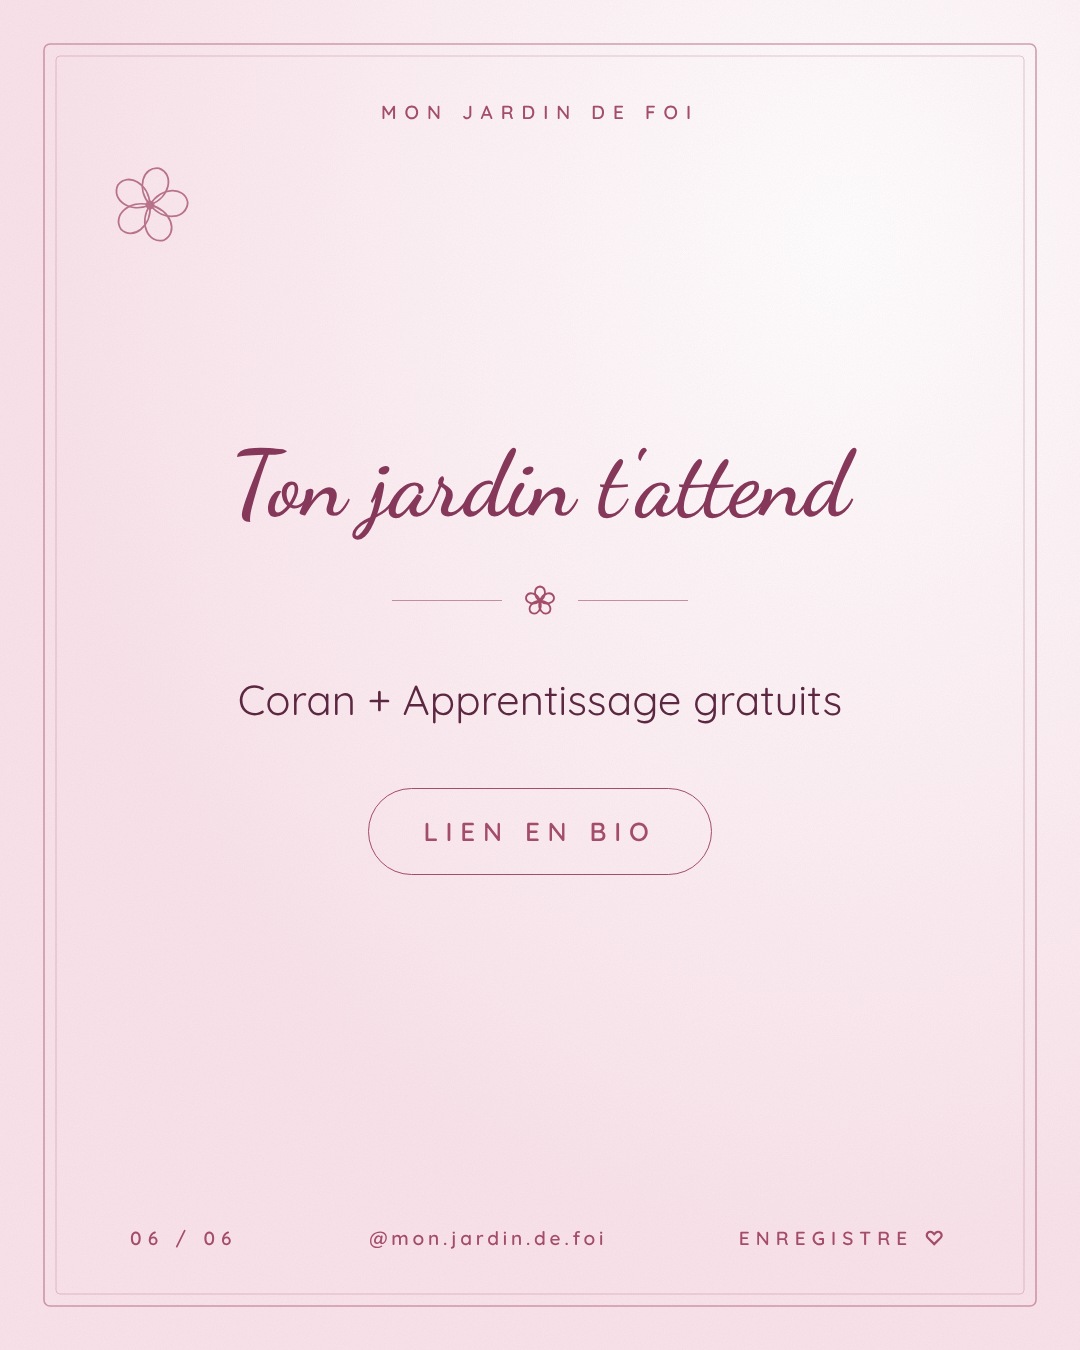 MON JARDIN DE FOI
Ton jardin t'attend
Coran + Apprentissage gratuits
LIEN EN BIO
06 / 06
@mon.jardin.de.foi
ENREGISTRE ♡